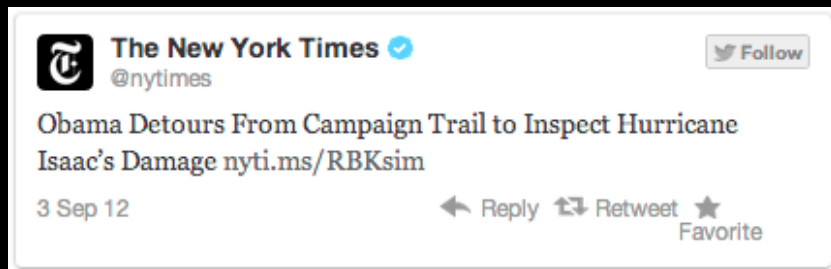 The New York Times
Follow
@nytimes
Obama Detours From Campaign Trail to Inspect Hurricane
Isaac’s Damage nyti.ms/RBKsim
3 Sep 12 Reply Retweet
Favorite